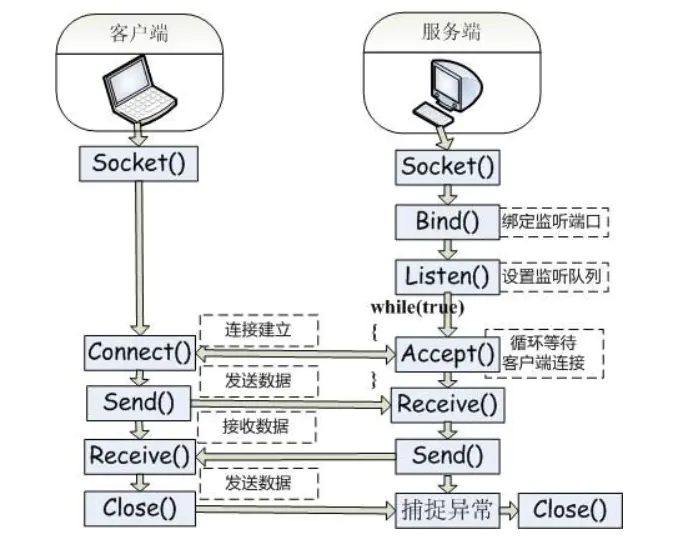 客户端
服务端
Socket()
Socket()
Bind()
绑定监听端口
Listen()
设置监听队列
while(true)
{
连接建立
Connect()
Accept()
循环等待
客户端连接
发送数据
}
Send()
Receive()
接收数据
Receive()
Send()
发送数据
Close()
捕捉异常
Close()